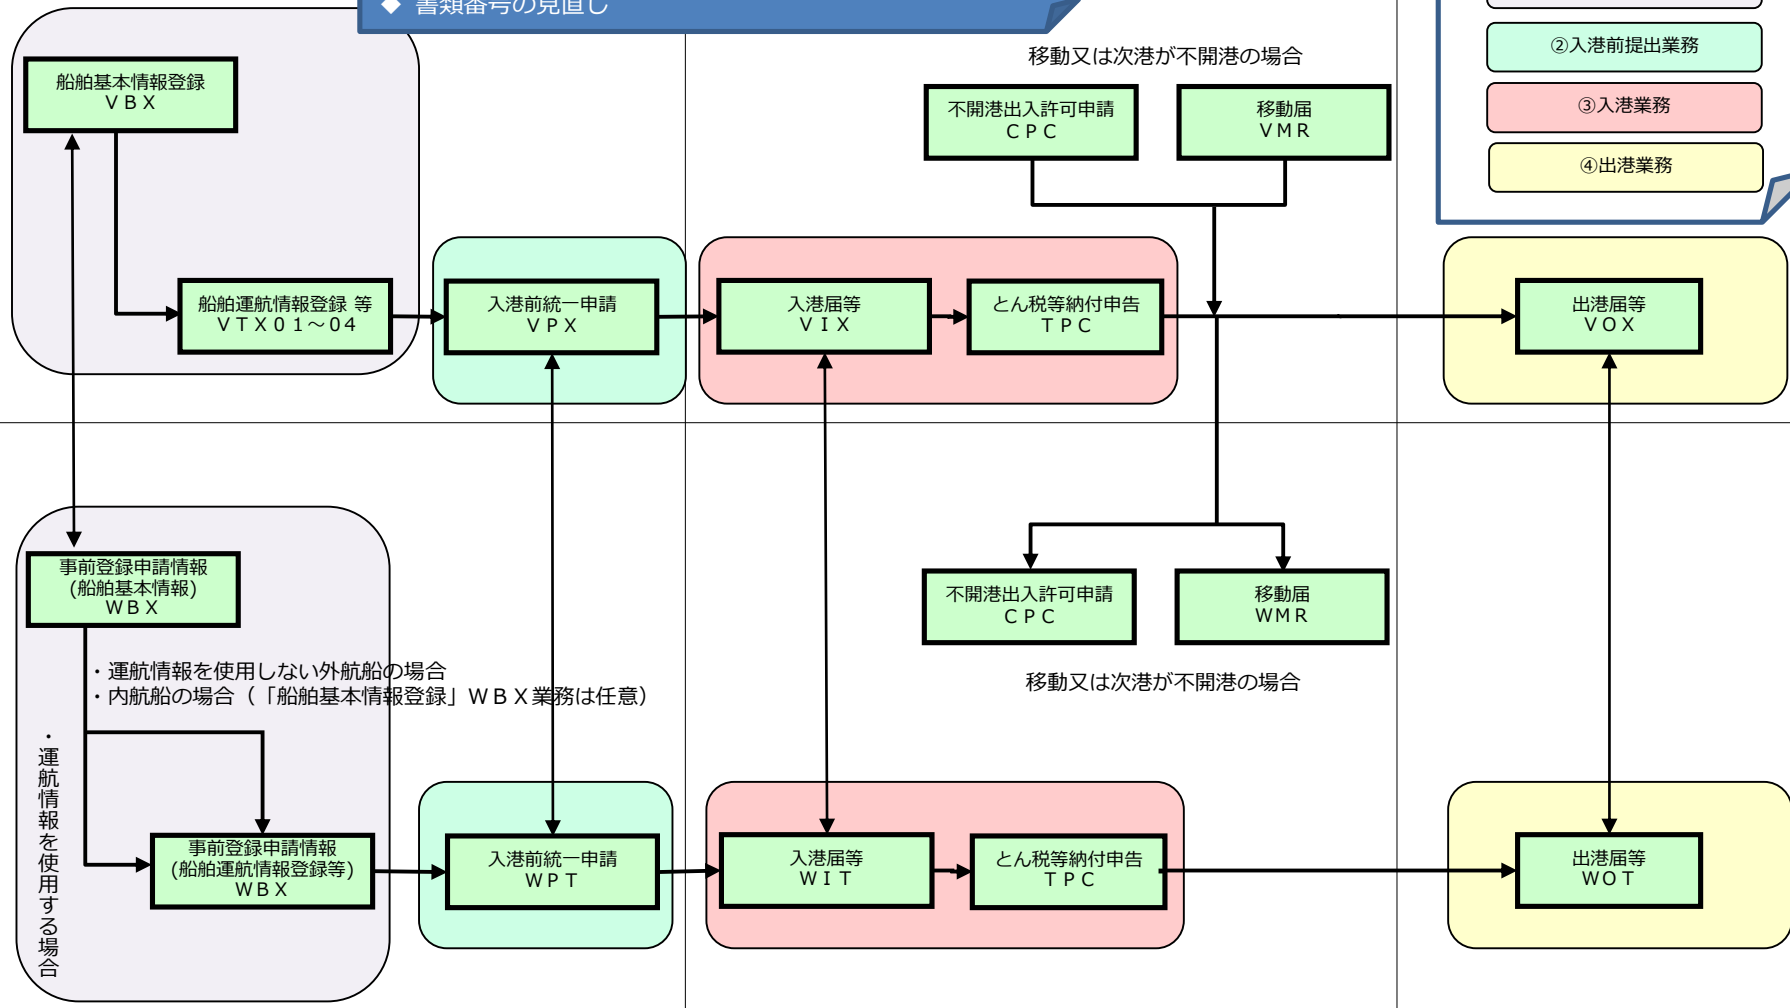 ◆ 書類番号の見直し
②入港前提出業務
③入港業務
④出港業務
船舶基本情報登録
ＶＢＸ
移動又は次港が不開港の場合
不開港出入許可申請
ＣＰＣ
移動届
ＶＭＲ
船舶運航情報登録 等
ＶＴＸ０１～０４
入港前統一申請
ＶＰＸ
入港届等
ＶＩＸ
とん税等納付申告
ＴＰＣ
出港届等
ＶＯＸ
事前登録申請情報
(船舶基本情報)
ＷＢＸ
不開港出入許可申請
ＣＰＣ
移動届
ＷＭＲ
移動又は次港が不開港の場合
・運航情報を使用しない外航船の場合
・内航船の場合（「船舶基本情報登録」ＷＢＸ業務は任意）
・運航情報を使用する場合
事前登録申請情報
(船舶運航情報登録等)
ＷＢＸ
入港前統一申請
ＷＰＴ
入港届等
ＷＩＴ
とん税等納付申告
ＴＰＣ
出港届等
ＷＯＴ